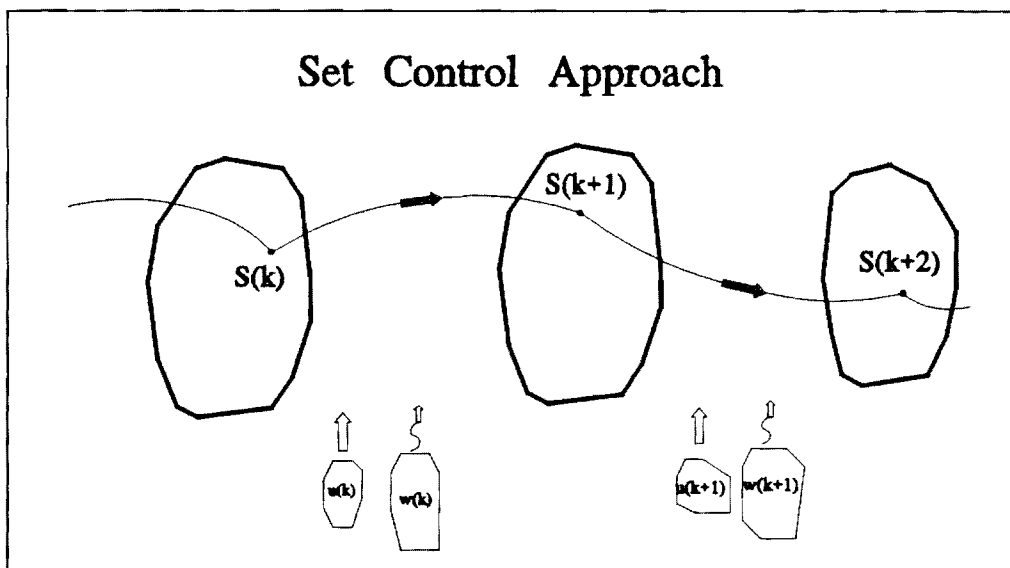 Set Control Approach
S(k)
S(k+1)
S(k+2)
u(k)
w(k)
u(k+1)
w(k+1)